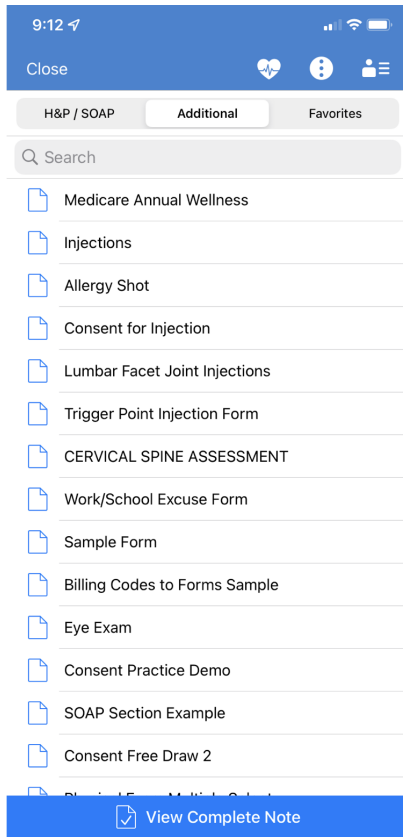 9:12
Close
H&P / SOAP
Additional
Favorites
Search
Medicare Annual Wellness
Injections
Allergy Shot
Consent for Injection
Lumbar Facet Joint Injections
Trigger Point Injection Form
CERVICAL SPINE ASSESSMENT
Work/School Excuse Form
Sample Form
Billing Codes to Forms Sample
Eye Exam
Consent Practice Demo
SOAP Section Example
Consent Free Draw 2
View Complete Note